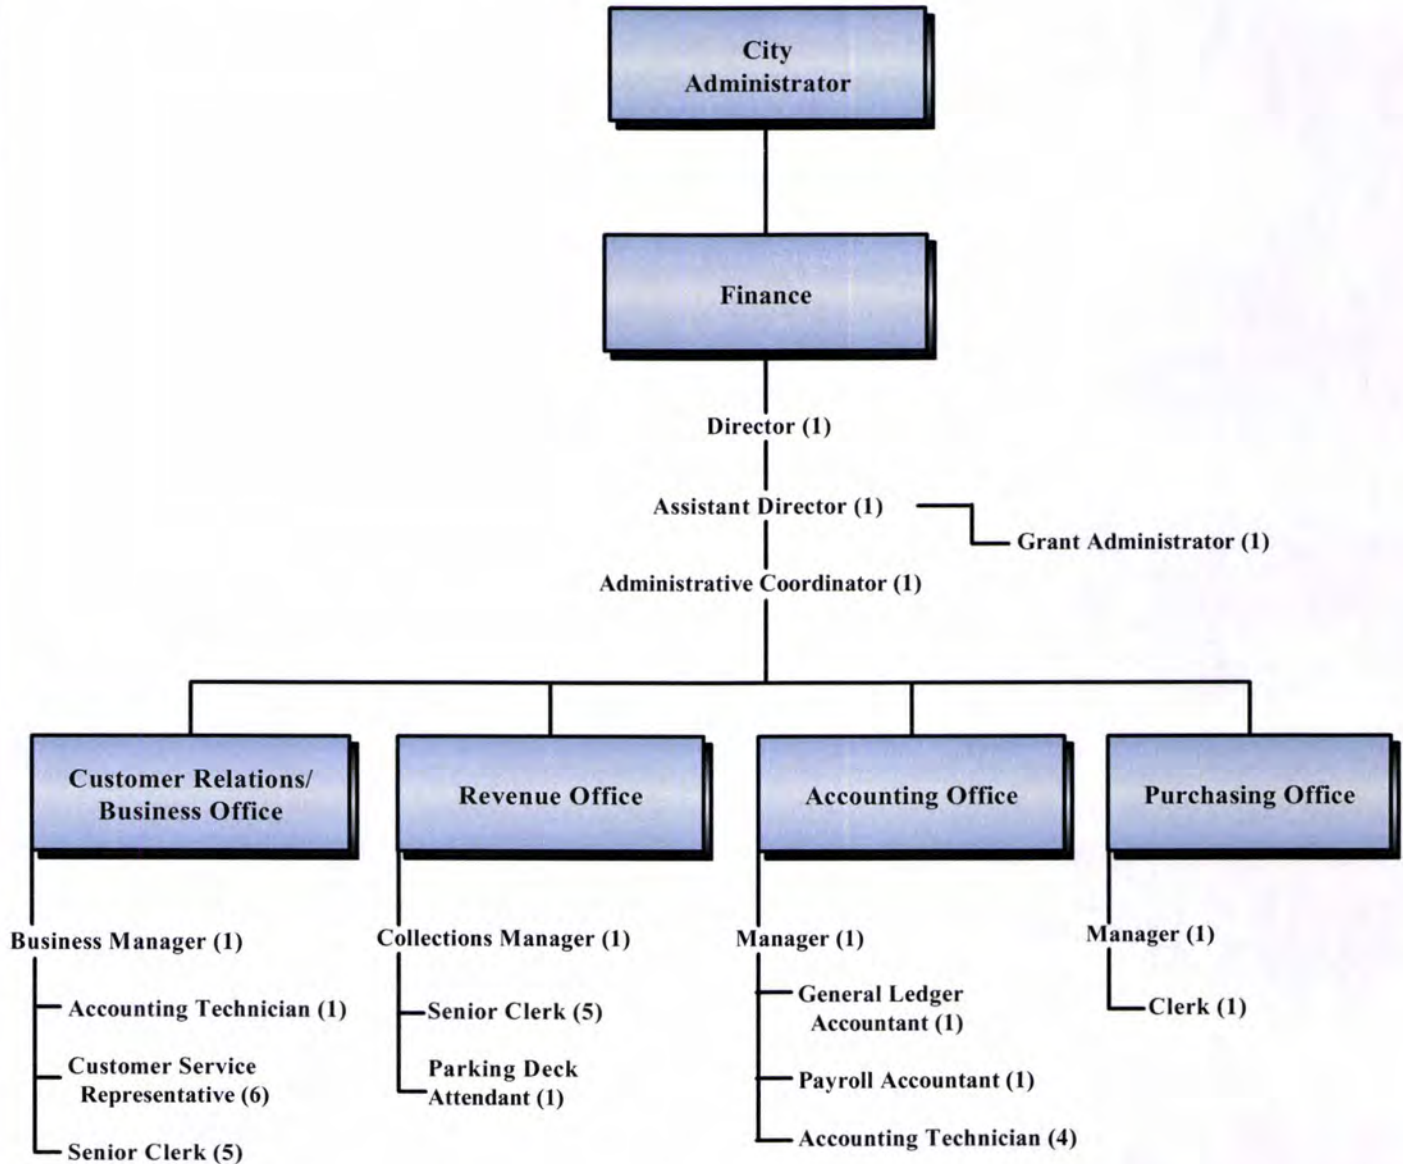 City
Administrator
Finance
Director (1)
Assistant Director (1)
Grant Administrator (1)
Administrative Coordinator (1)
Customer Relations/
Business Office
Business Manager (1)
Accounting Technician (1)
Customer Service
Representative (6)
Senior Clerk (5)
Revenue Office
Collections Manager (1)
Senior Clerk (5)
Parking Deck
Attendant (1)
Accounting Office
Manager (1)
General Ledger
Accountant (1)
Payroll Accountant (1)
Accounting Technician (4)
Purchasing Office
Manager (1)
Clerk (1)